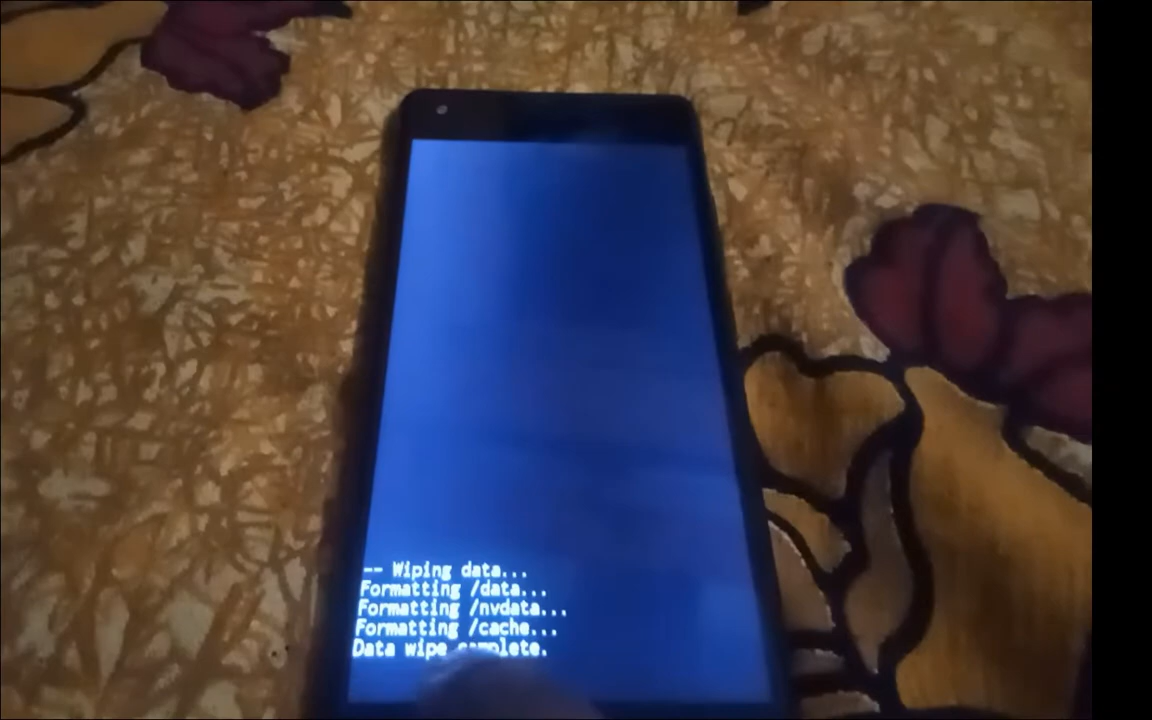 -- Wiping data...
Formatting /data...
Formatting /nvdata...
Formatting /cache...
Data wipe complete.